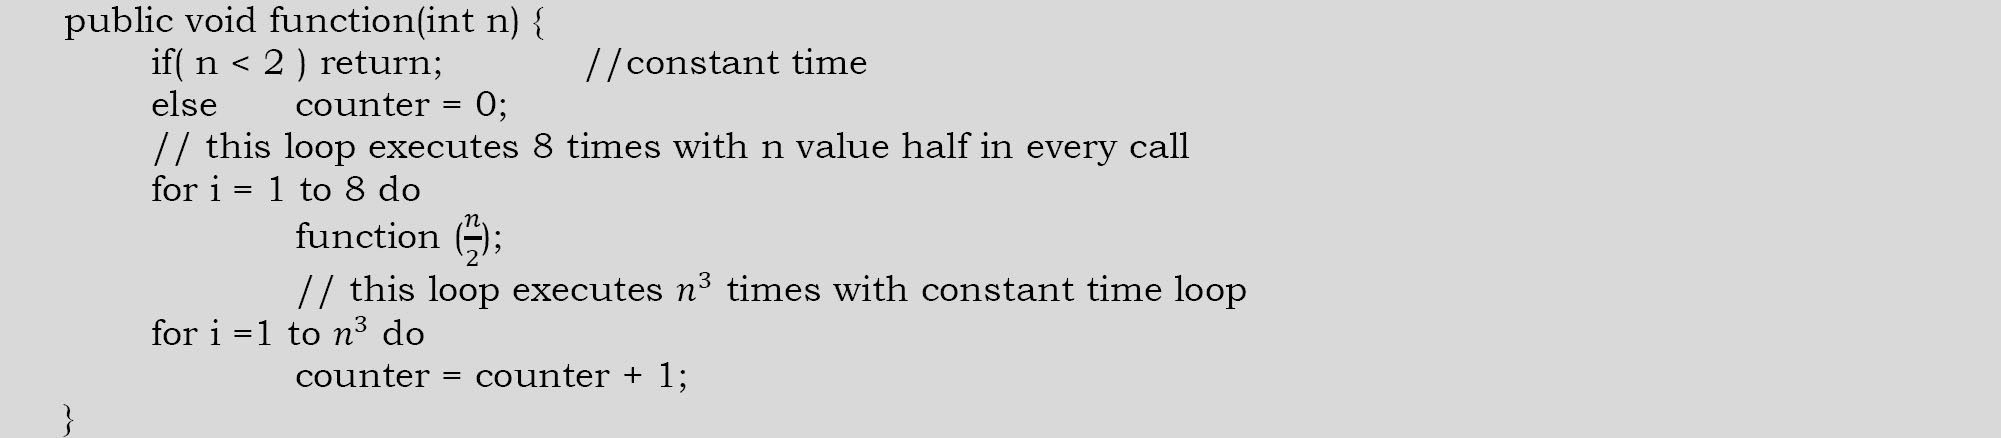 public void function(int n) {
if( n < 2 ) return; //constant time
else counter = 0;
// this loop executes 8 times with n value half in every call
for i = 1 to 8 do
function (n/2);
// this loop executes n³ times with constant time loop
for i =1 to n³ do
counter = counter + 1;
}